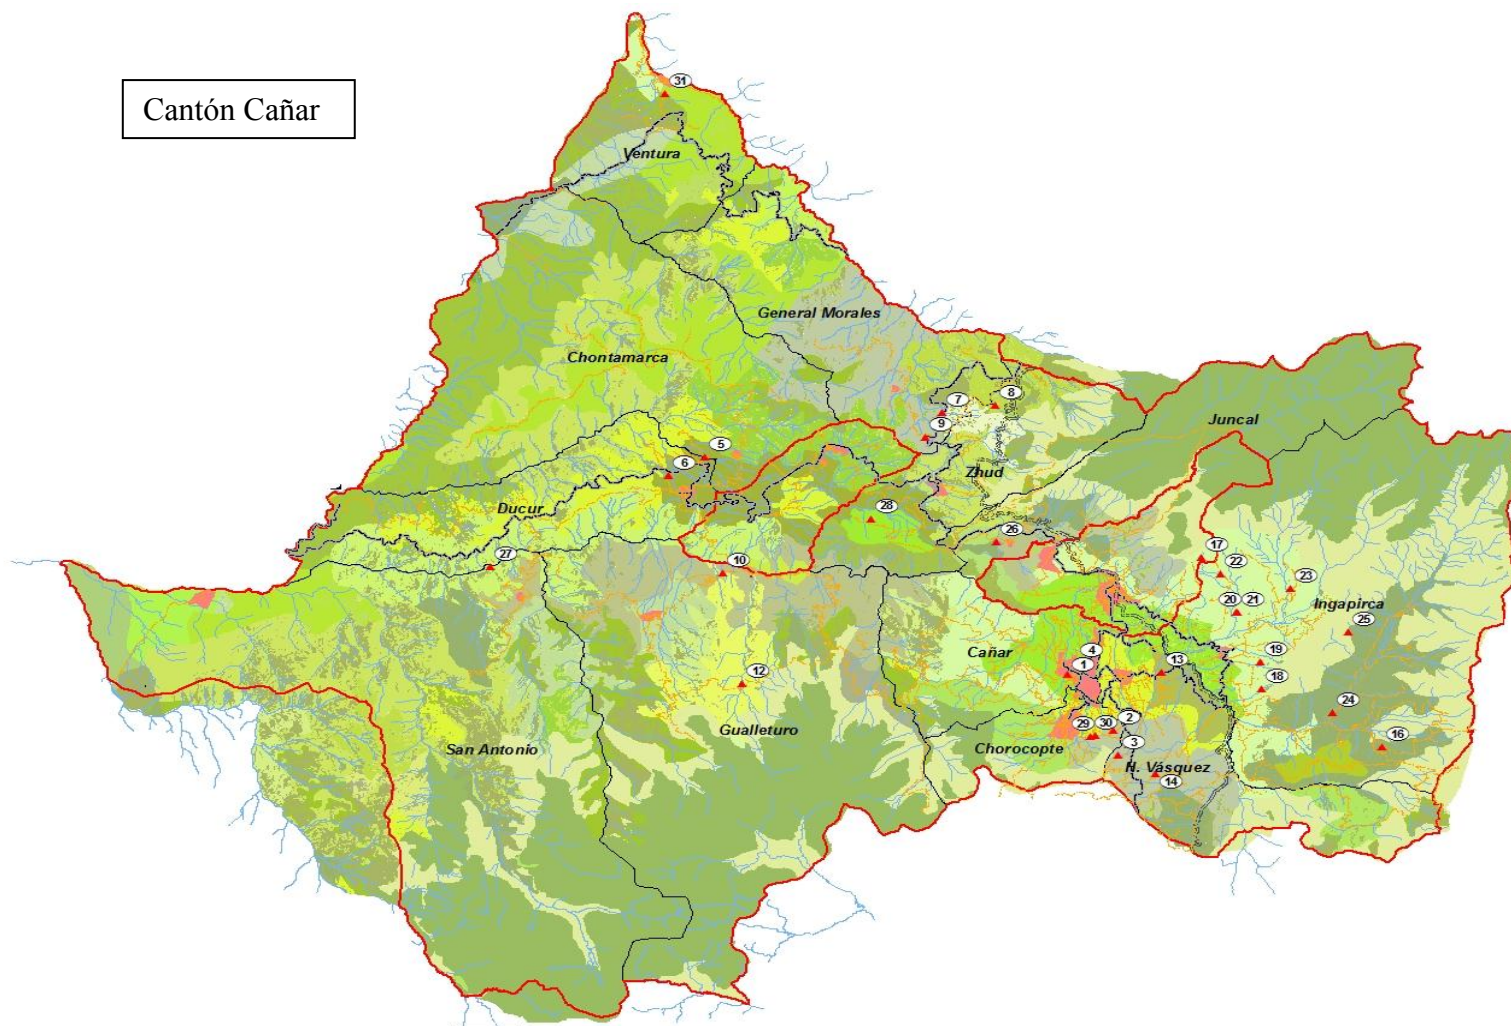 Cantón Cañar
31
Ventura
General Morales
Chontamarca
7
8
9
Juncal
5
6
Zhud
Ducur
28
26
27
10
17
22
23
20
21
Ingapirca
25
Cañar
4
1
13
19
18
12
24
Gualleturo
29
30
2
San Antonio
Chorocopte
3
16
H. Vásquez
14